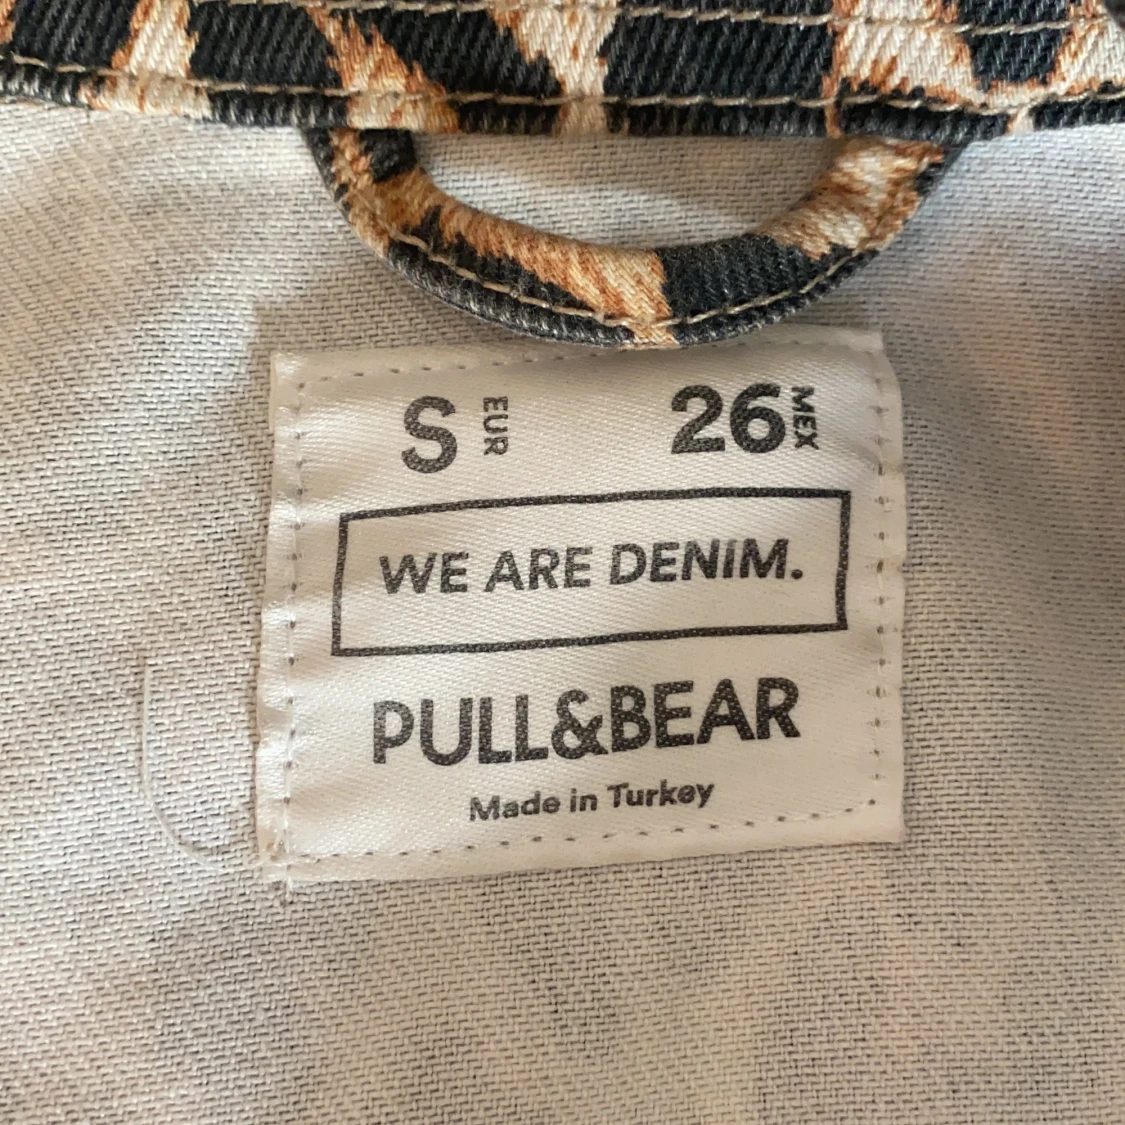 S EUR 26 MEX
WE ARE DENIM.
PULL&BEAR
Made in Turkey